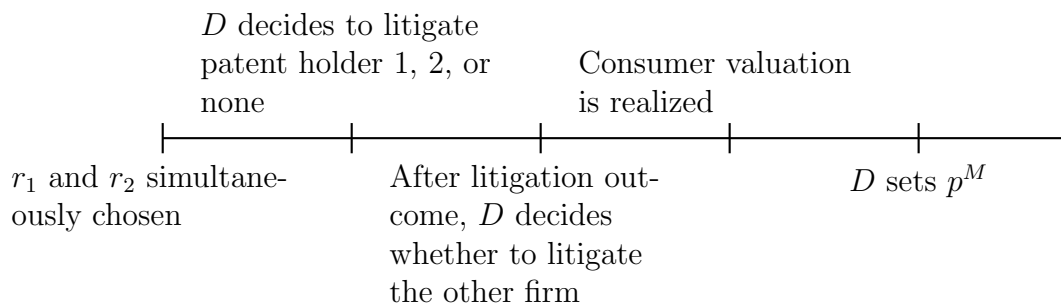 D decides to litigate
patent holder 1, 2, or
none
Consumer valuation
is realized
r₁ and r₂ simultane-
ously chosen
After litigation out-
come, D decides
whether to litigate
the other firm
D sets pᴹ